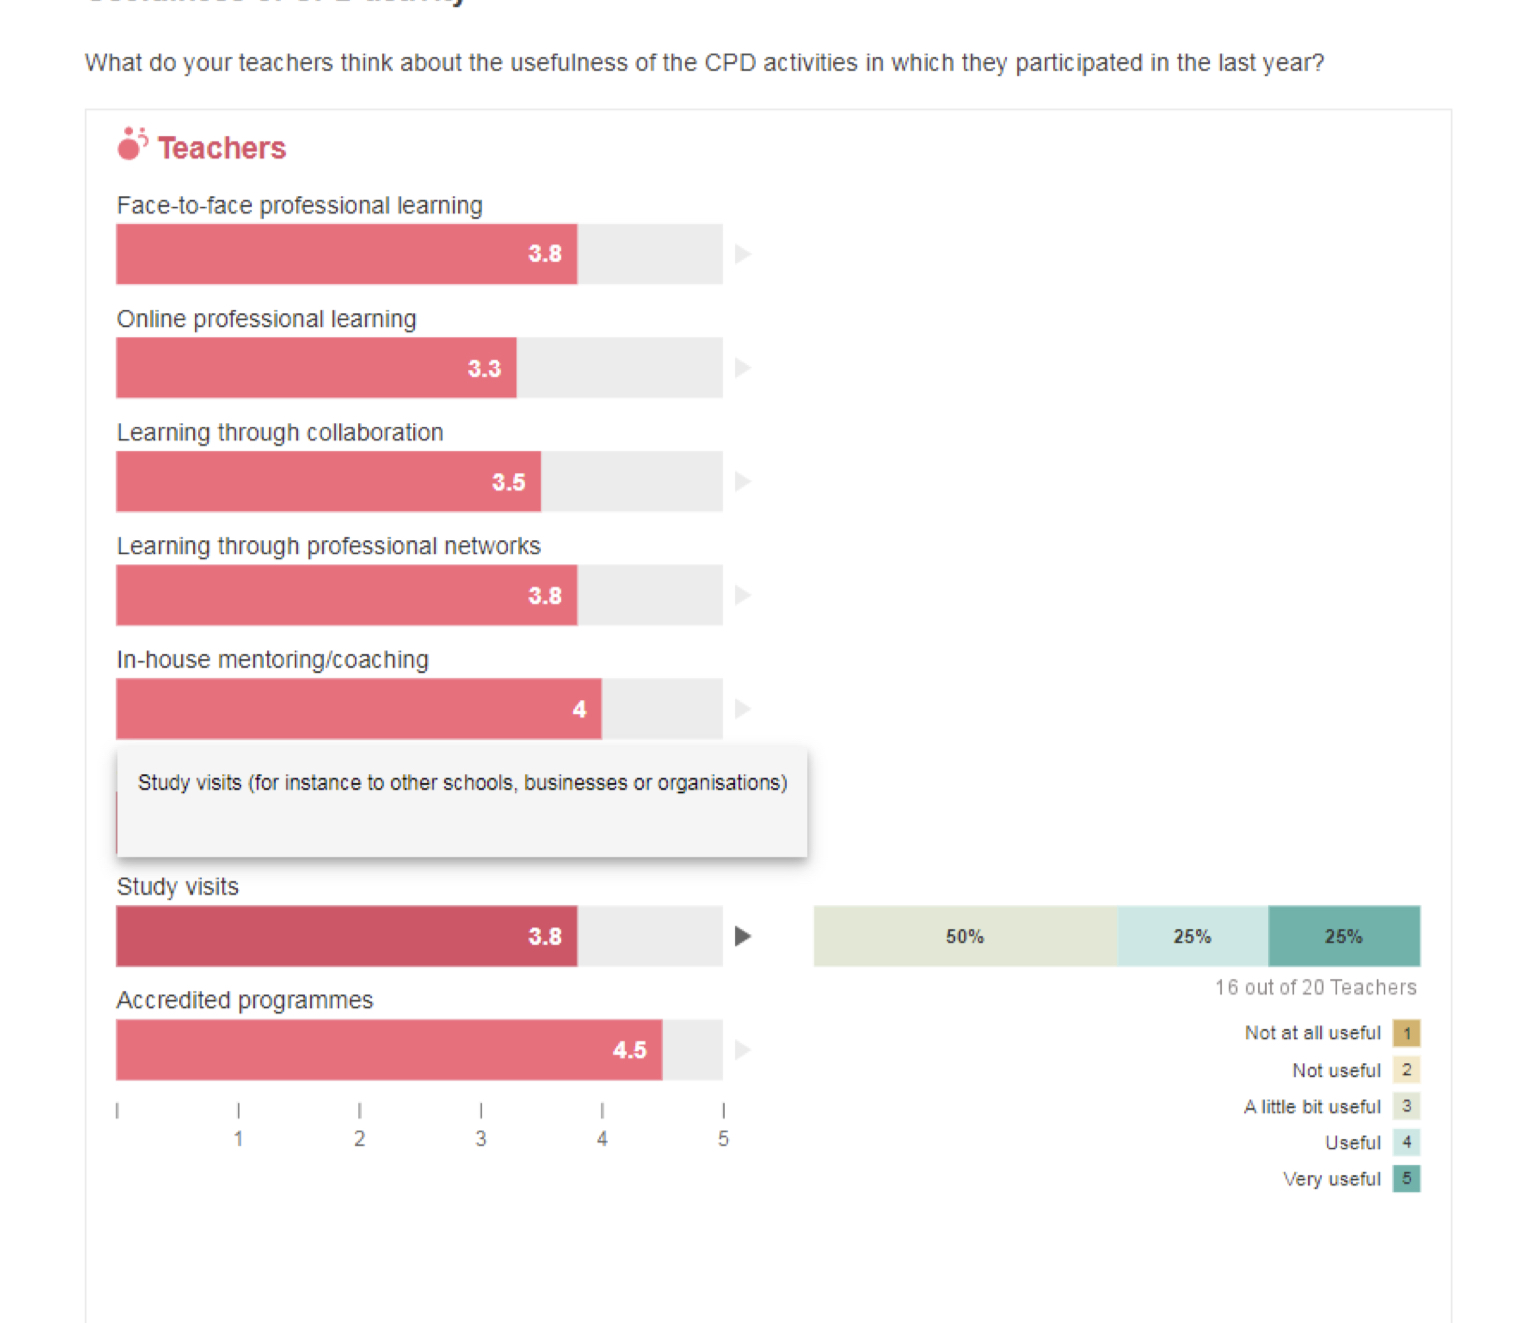 What do your teachers think about the usefulness of the CPD activities in which they participated in the last year?
Teachers
Face-to-face professional learning
3.8
Online professional learning
3.3
Learning through collaboration
3.5
Learning through professional networks
3.8
In-house mentoring/coaching
4
Study visits (for instance to other schools, businesses or organisations)
Study visits
3.8
50% 25% 25%
16 out of 20 Teachers
Accredited programmes
4.5
Not at all useful 1
Not useful 2
A little bit useful 3
Useful 4
Very useful 5
1 2 3 4 5